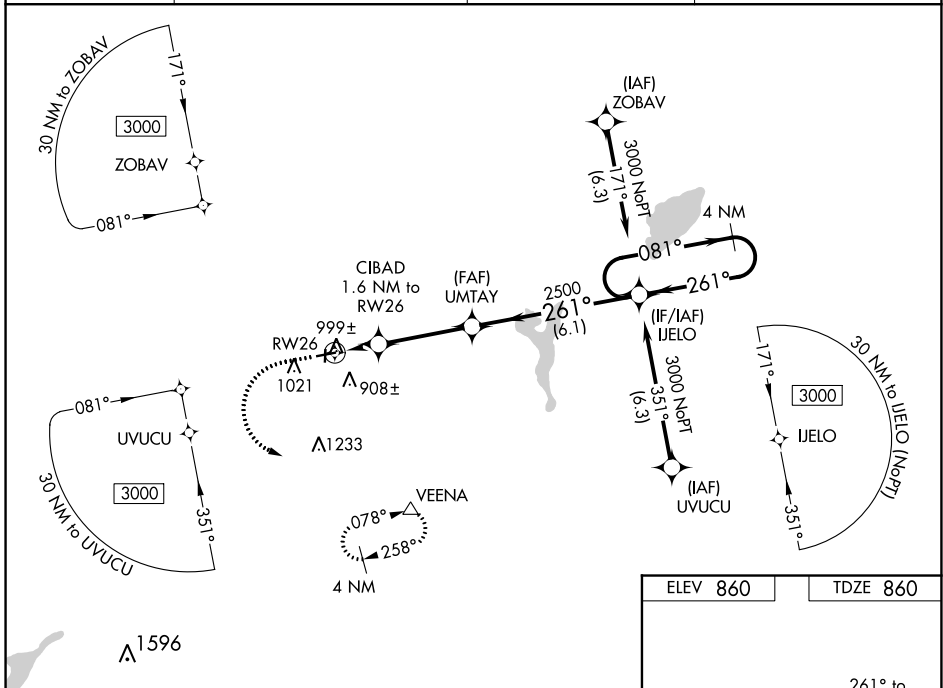 30 NM to ZOBAV
171°
3000
ZOBAV
081°
(IAF)
ZOBAV
3000 NoPT
171°
(6.3)
4 NM
081°
261°
CIBAD
1.6 NM to
RW26
(FAF)
UMTAY
2500
261°
(6.1)
(IF/IAF)
IJELO
RW26
999±
1021
908±
1233
3000 NoPT
351°
(6.3)
(IAF)
UVUCU
171°
30 NM to IJELO (NoPT)
3000
IJELO
351°
081°
UVUCU
3000
351°
30 NM to UVUCU
VEENA
078°
258°
4 NM
1596
ELEV 860
TDZE 860
261° to